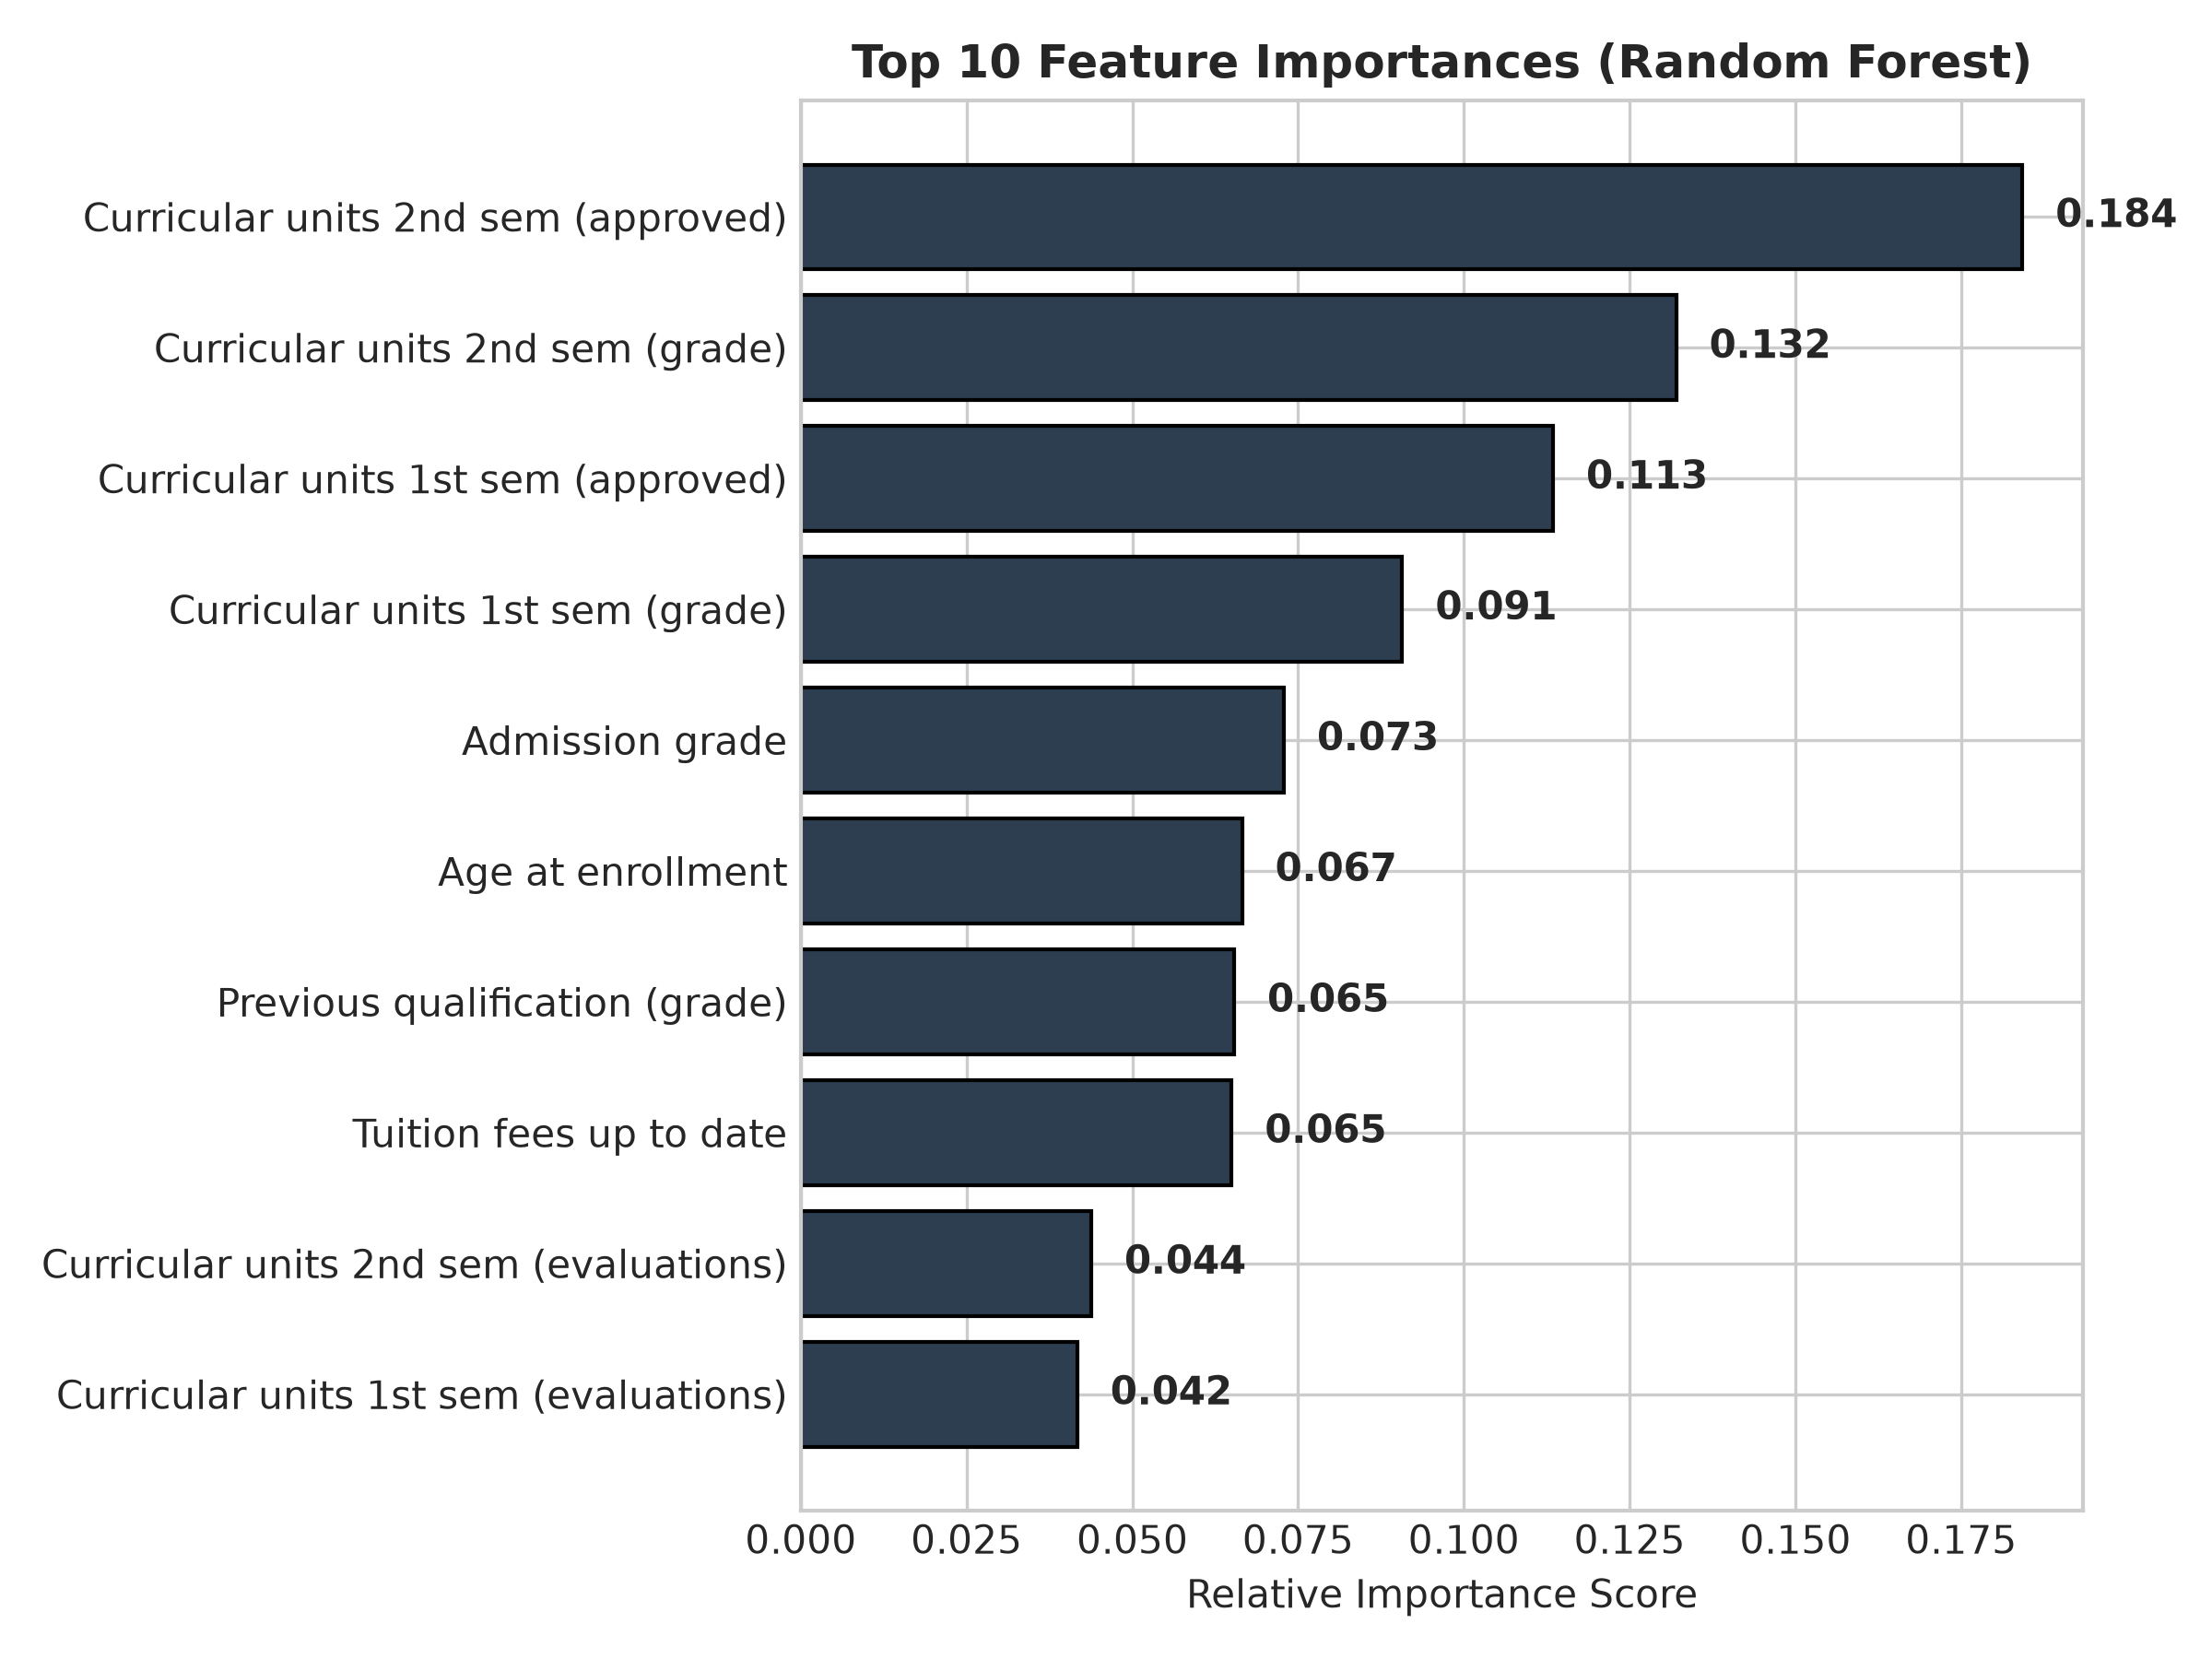 Top 10 Feature Importances (Random Forest)
Curricular units 2nd sem (approved) 0.184
Curricular units 2nd sem (grade) 0.132
Curricular units 1st sem (approved) 0.113
Curricular units 1st sem (grade) 0.091
Admission grade 0.073
Age at enrollment 0.067
Previous qualification (grade) 0.065
Tuition fees up to date 0.065
Curricular units 2nd sem (evaluations) 0.044
Curricular units 1st sem (evaluations) 0.042
0.000 0.025 0.050 0.075 0.100 0.125 0.150 0.175
Relative Importance Score